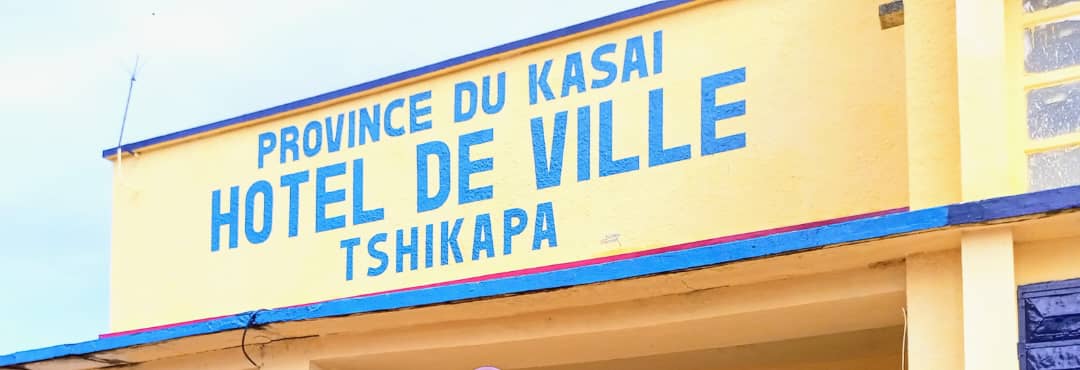 PROVINCE DU KASAI
HOTEL DE VILLE
TSHIKAPA